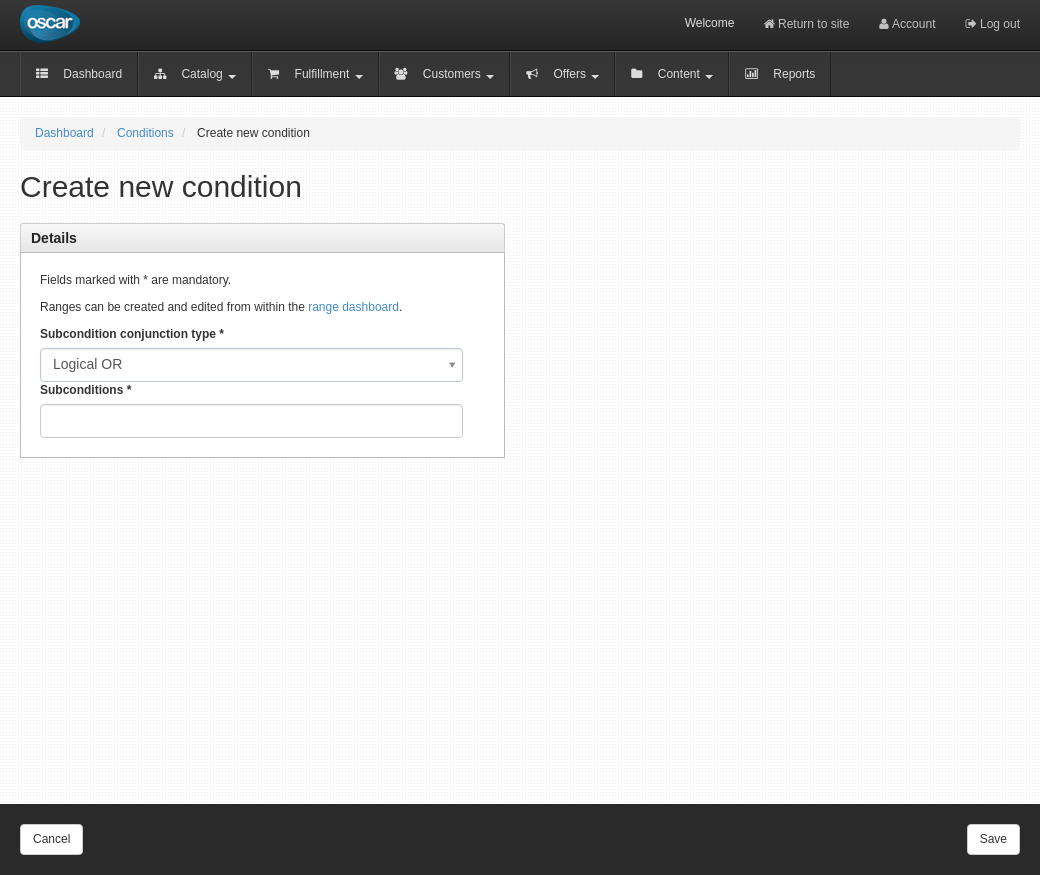 oscar
Welcome Return to site Account Log out
Dashboard Catalog Fulfillment Customers Offers Content Reports
Dashboard / Conditions / Create new condition
Create new condition
Details
Fields marked with * are mandatory.
Ranges can be created and edited from within the range dashboard.
Subcondition conjunction type *
Logical OR
Subconditions *
Cancel Save